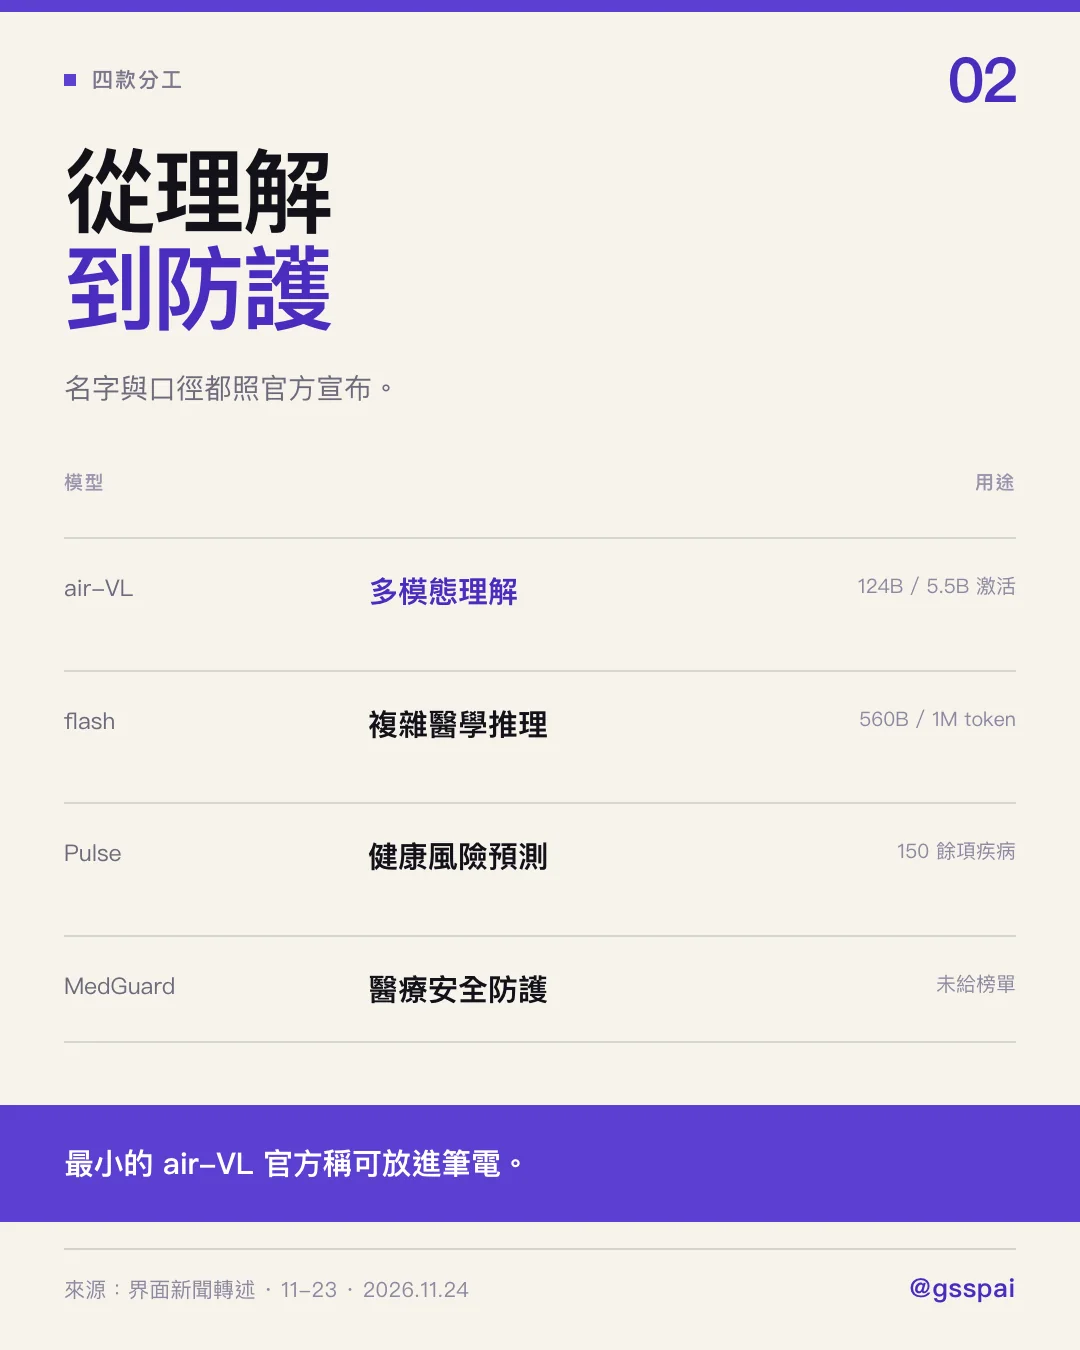 四款分工
02
從理解
到防護
名字與口徑都照官方宣布。
模型 用途
air–VL 多模態理解 124B / 5.5B 激活
flash 複雜醫學推理 560B / 1M token
Pulse 健康風險預測 150 餘項疾病
MedGuard 醫療安全防護 未給榜單
最小的 air–VL 官方稱可放進筆電。
來源：界面新聞轉述 · 11–23 · 2026.11.24
@gsspai